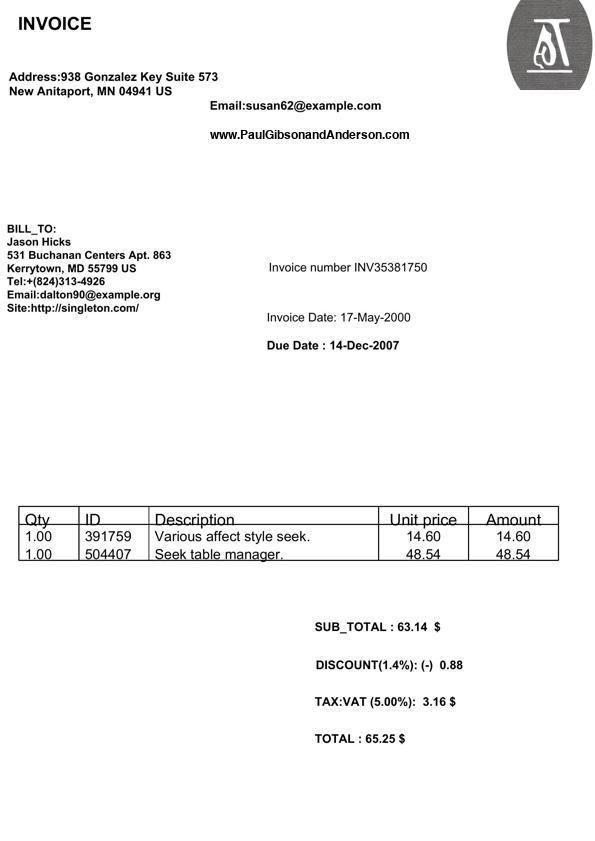 INVOICE
Address:938 Gonzalez Key Suite 573
New Anitaport, MN 04941 US
Email:susan62@example.com
www.PaulGibsonandAnderson.com
BILL_TO:
Jason Hicks
531 Buchanan Centers Apt. 863
Kerrytown, MD 55799 US
Tel:+(824)313-4926
Email:dalton90@example.org
Site:http://singleton.com/
Invoice number INV35381750
Invoice Date: 17-May-2000
Due Date : 14-Dec-2007
Qty ID Description Unit price Amount
1.00 391759 Various affect style seek. 14.60 14.60
1.00 504407 Seek table manager. 48.54 48.54
SUB_TOTAL : 63.14 $
DISCOUNT(1.4%): (-) 0.88
TAX:VAT (5.00%): 3.16 $
TOTAL : 65.25 $